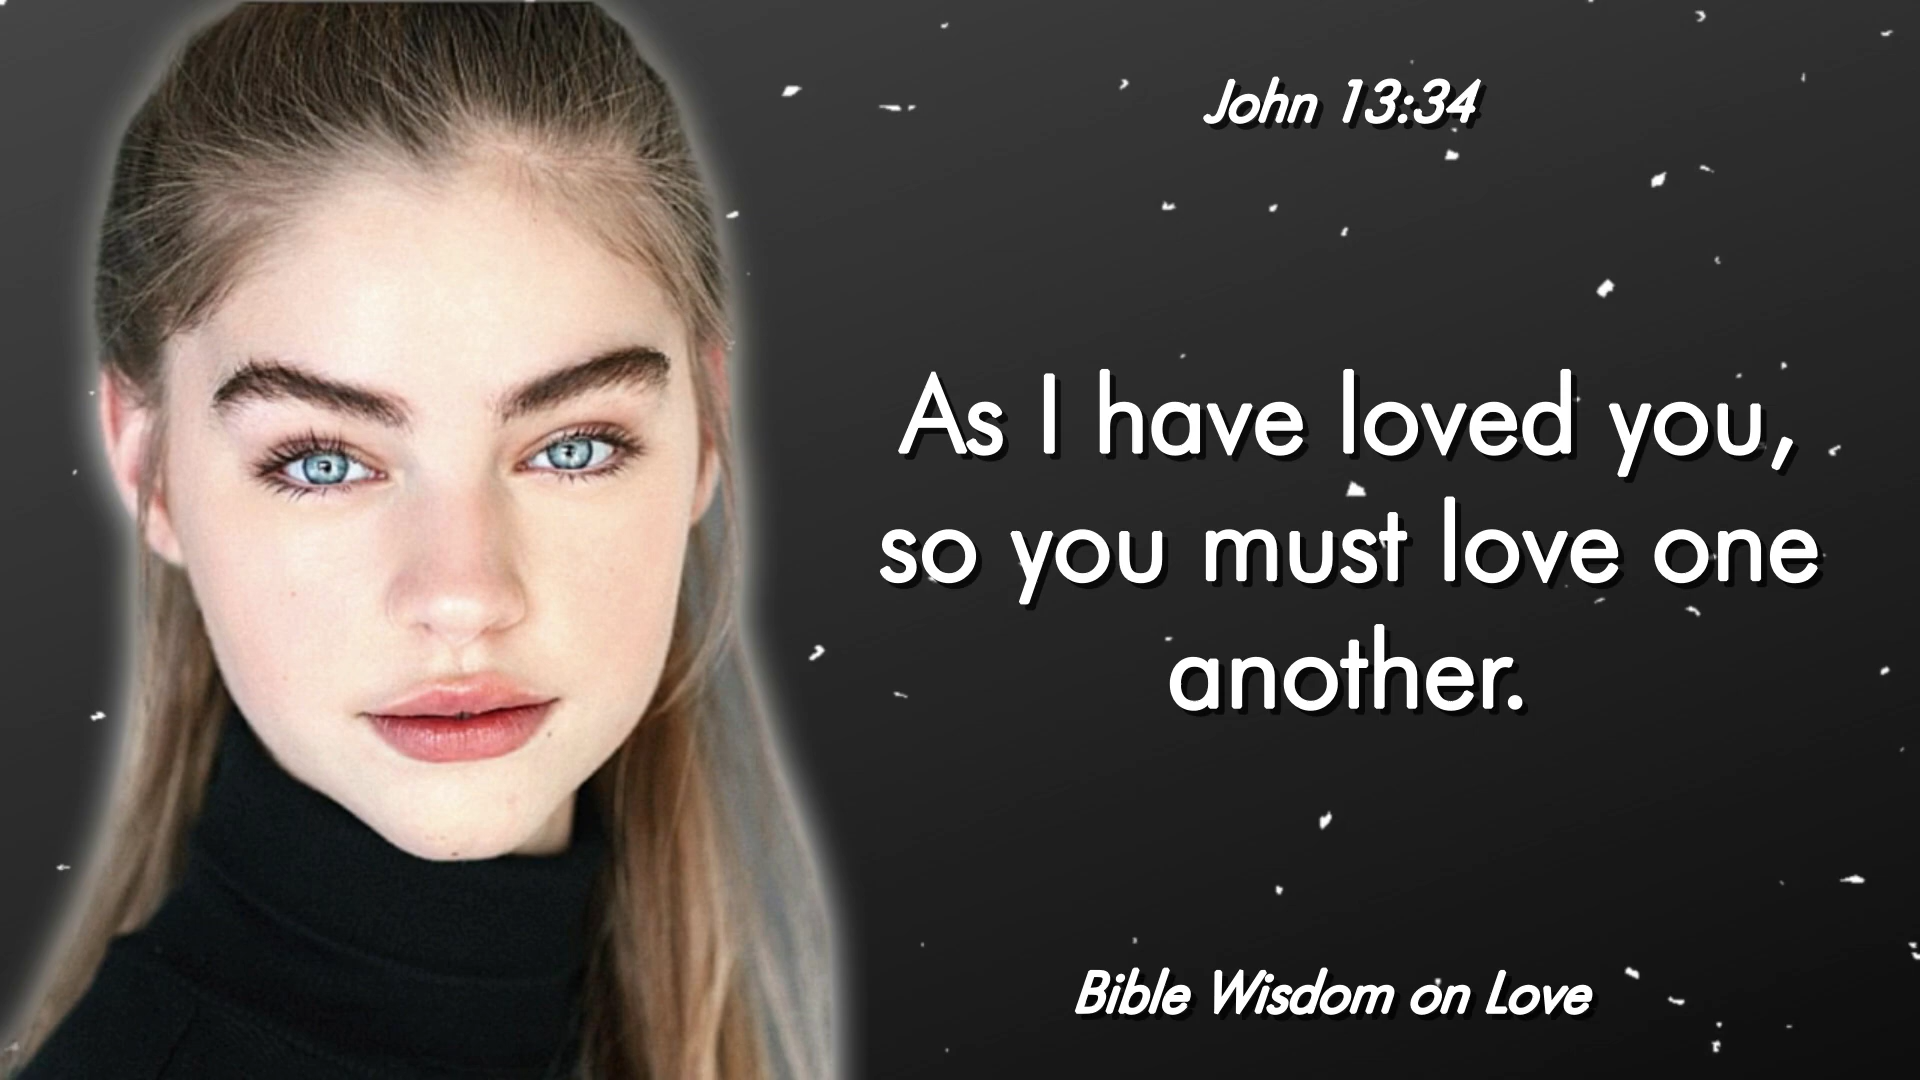 John 13:34
As I have loved you,
so you must love one
another.
Bible Wisdom on Love